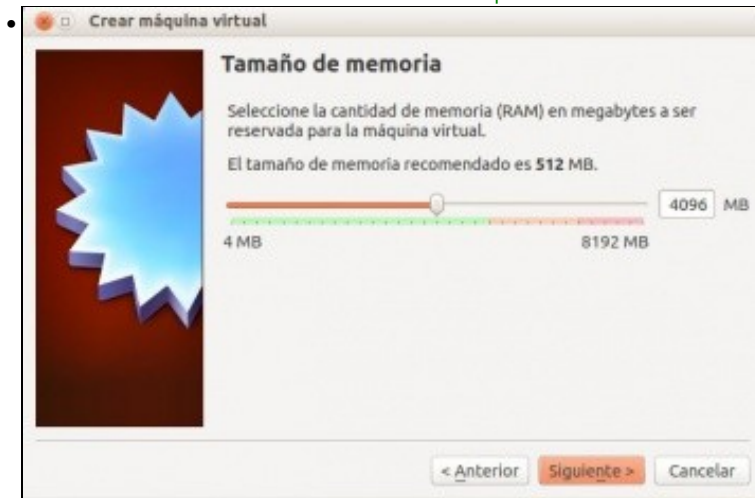 Crear máquina virtual
Tamaño de memoria
Seleccione la cantidad de memoria (RAM) en megabytes a ser
reservada para la máquina virtual.
El tamaño de memoria recomendado es 512 MB.
4096 MB
4 MB 8192 MB
< Anterior Siguiente > Cancelar